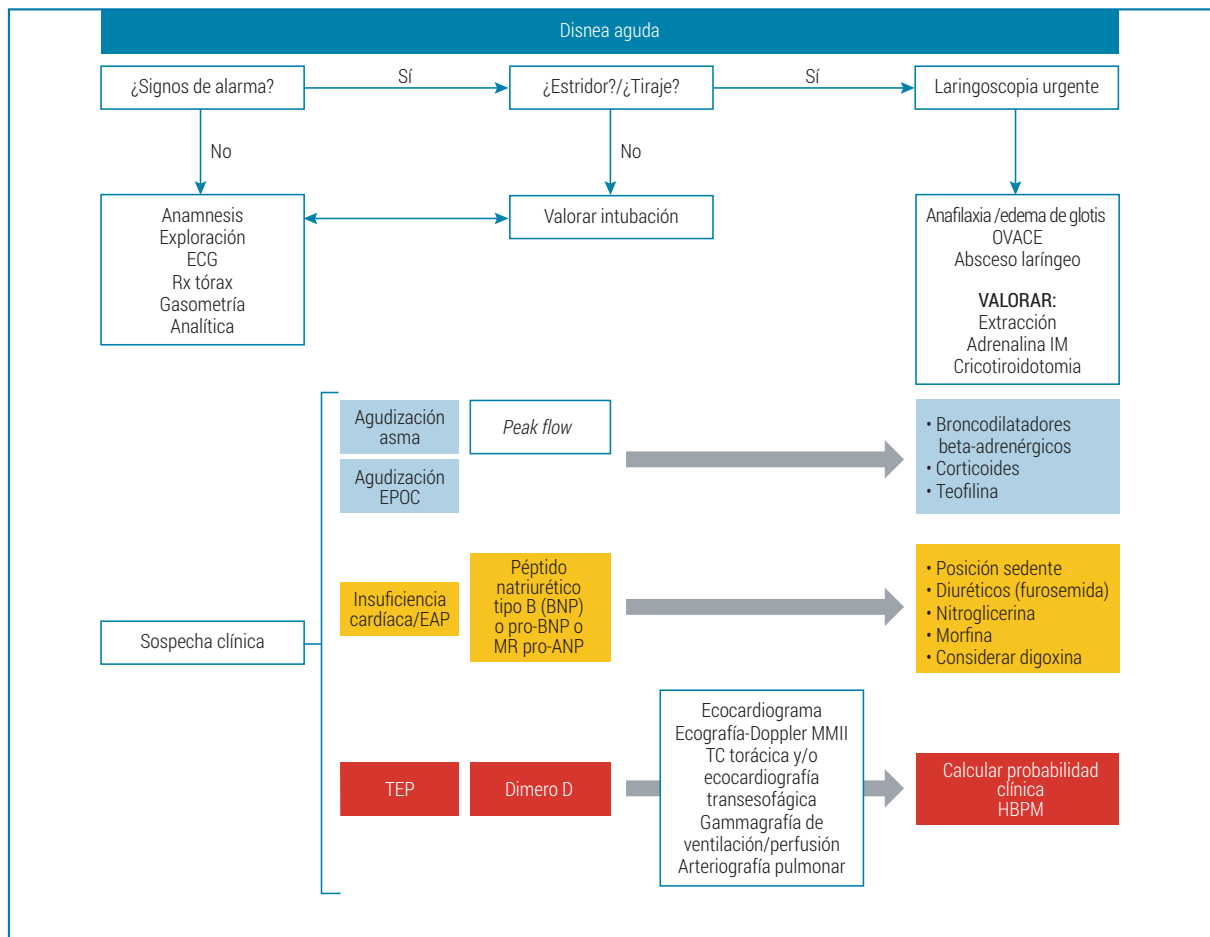 Disnea aguda
¿Signos de alarma?
Sí
¿Estridor?/¿Tiraje?
Sí
Laringoscopia urgente
No
No
Anamnesis
Exploración
ECG
Rx tórax
Gasometría
Analítica
Valorar intubación
Anafilaxia /edema de glotis
OVACE
Absceso laríngeo
VALORAR:
Extracción
Adrenalina IM
Cricotiroidotomia
Sospecha clínica
Agudización
asma
Peak flow
Agudización
EPOC
• Broncodilatadores
beta-adrenérgicos
• Corticoides
• Teofilina
Insuficiencia
cardíaca/EAP
Péptido
natriurético
tipo B (BNP)
o pro-BNP o
MR pro-ANP
• Posición sedente
• Diuréticos (furosemida)
• Nitroglicerina
• Morfina
• Considerar digoxina
TEP
Dimero D
Ecocardiograma
Ecografía-Doppler MMII
TC torácica y/o
ecocardiografía
transesofágica
Gammagrafía de
ventilación/perfusión
Arteriografía pulmonar
Calcular probabilidad
clínica
HBPM